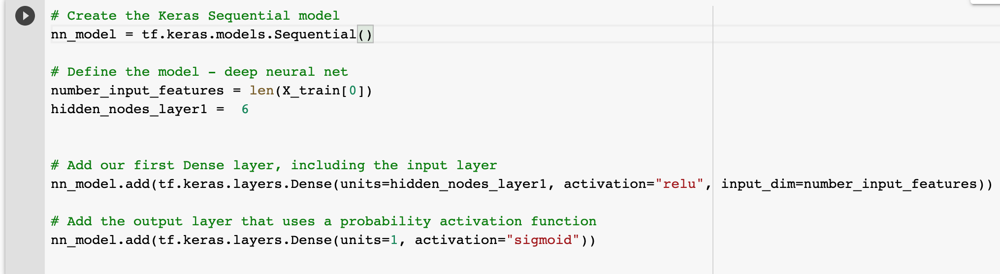 # Create the Keras Sequential model
nn_model = tf.keras.models.Sequential()
# Define the model - deep neural net
number_input_features = len(X_train[0])
hidden_nodes_layer1 =  6
# Add our first Dense layer, including the input layer
nn_model.add(tf.keras.layers.Dense(units=hidden_nodes_layer1, activation="relu", input_dim=number_input_features))
# Add the output layer that uses a probability activation function
nn_model.add(tf.keras.layers.Dense(units=1, activation="sigmoid"))